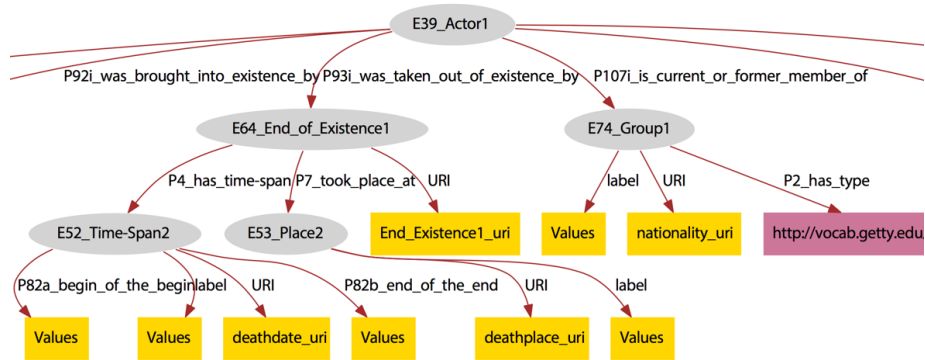 E39_Actor1
P92i_was_brought_into_existence_by P93i_was_taken_out_of_existence_by P107i_is_current_or_former_member_of
E64_End_of_Existence1 E74_Group1
P4_has_time-span P7_took_place_at URI label URI P2_has_type
E52_Time-Span2 E53_Place2 End_Existence1_uri Values nationality_uri http://vocab.getty.edu/
P82a_begin_of_the_begin label URI P82b_end_of_the_end URI label
Values Values deathdate_uri Values deathplace_uri Values